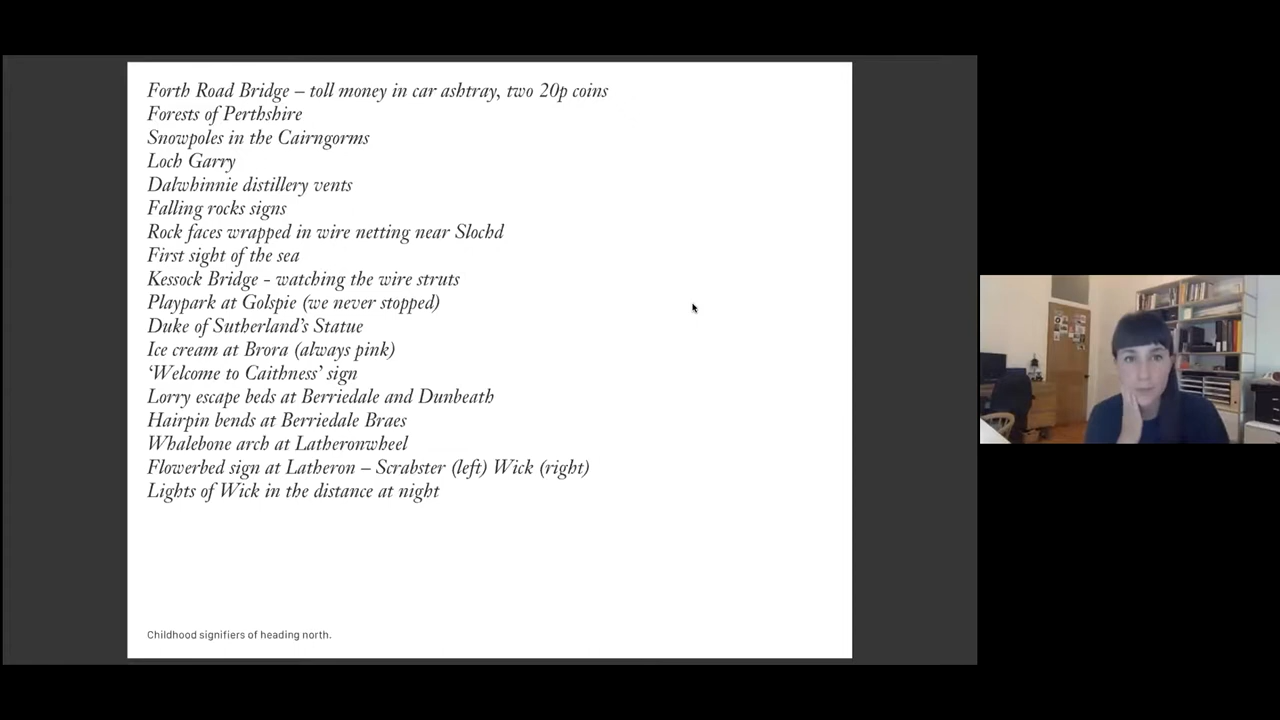 Forth Road Bridge – toll money in car ashtray, two 20p coins
Forests of Perthshire
Snowpoles in the Cairngorms
Loch Garry
Dalwhinnie distillery vents
Falling rocks signs
Rock faces wrapped in wire netting near Slochd
First sight of the sea
Kessock Bridge - watching the wire struts
Playpark at Golspie (we never stopped)
Duke of Sutherland’s Statue
Ice cream at Brora (always pink)
‘Welcome to Caithness’ sign
Lorry escape beds at Berriedale and Dunbeath
Hairpin bends at Berriedale Braes
Whalebone arch at Latheronwheel
Flowerbed sign at Latheron – Scrabster (left) Wick (right)
Lights of Wick in the distance at night
Childhood signifiers of heading north.